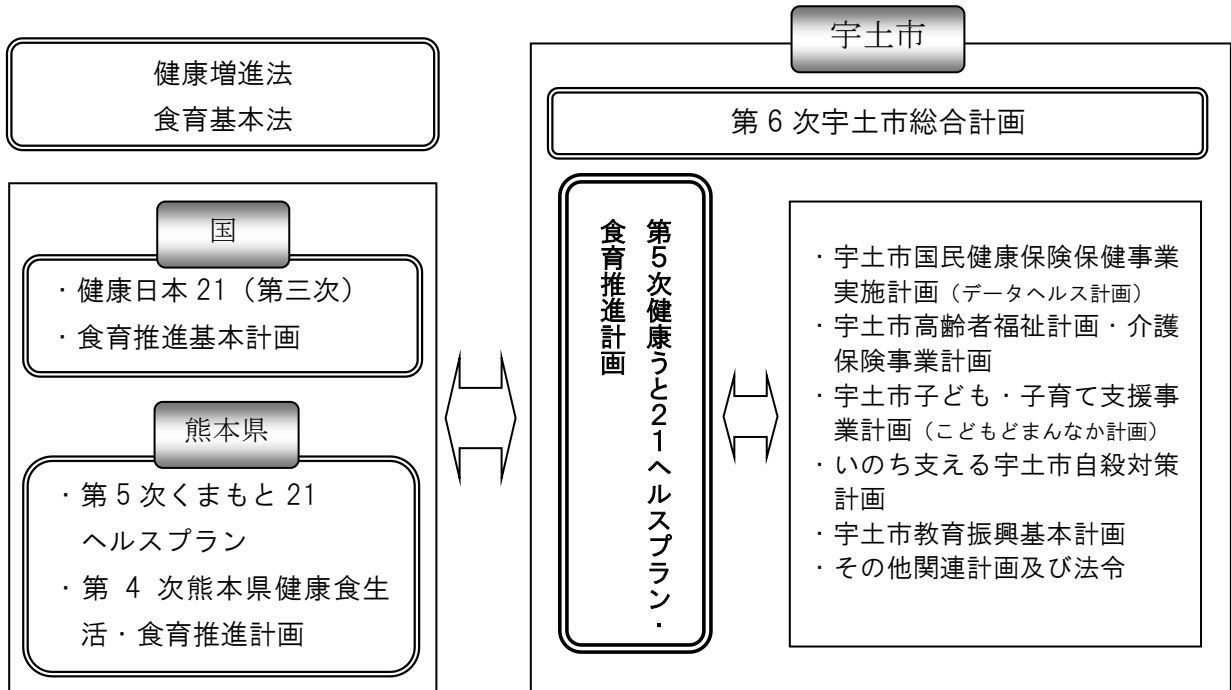 健康増進法
食育基本法
国
・健康日本21（第三次）
・食育推進基本計画
熊本県
・第5次くまもと21
ヘルスプラン
・第 4 次熊本県健康食生
活・食育推進計画
宇土市
第6次宇土市総合計画
第５次健康うと２１ヘルスプラン・
食育推進計画
・宇土市国民健康保険保健事業
実施計画（データヘルス計画）
・宇土市高齢者福祉計画・介護
保険事業計画
・宇土市子ども・子育て支援事
業計画（こどもどまんなか計画）
・いのち支える宇土市自殺対策
計画
・宇土市教育振興基本計画
・その他関連計画及び法令